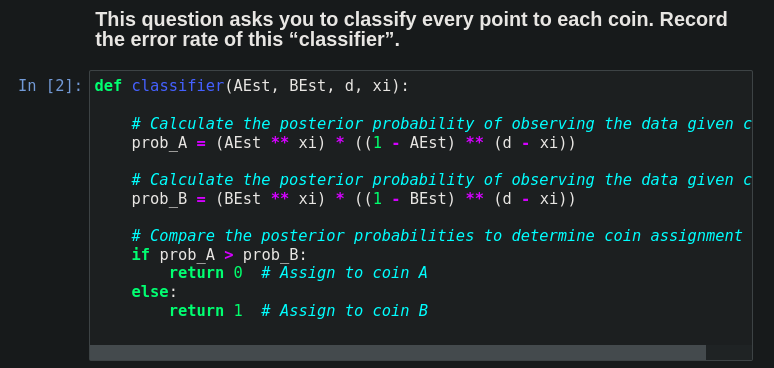 This question asks you to classify every point to each coin. Record
the error rate of this “classifier”.
In [2]: def classifier(AEst, BEst, d, xi):
# Calculate the posterior probability of observing the data given c
prob_A = (AEst ** xi) * ((1 - AEst) ** (d - xi))
# Calculate the posterior probability of observing the data given c
prob_B = (BEst ** xi) * ((1 - BEst) ** (d - xi))
# Compare the posterior probabilities to determine coin assignment
if prob_A > prob_B:
return 0  # Assign to coin A
else:
return 1  # Assign to coin B